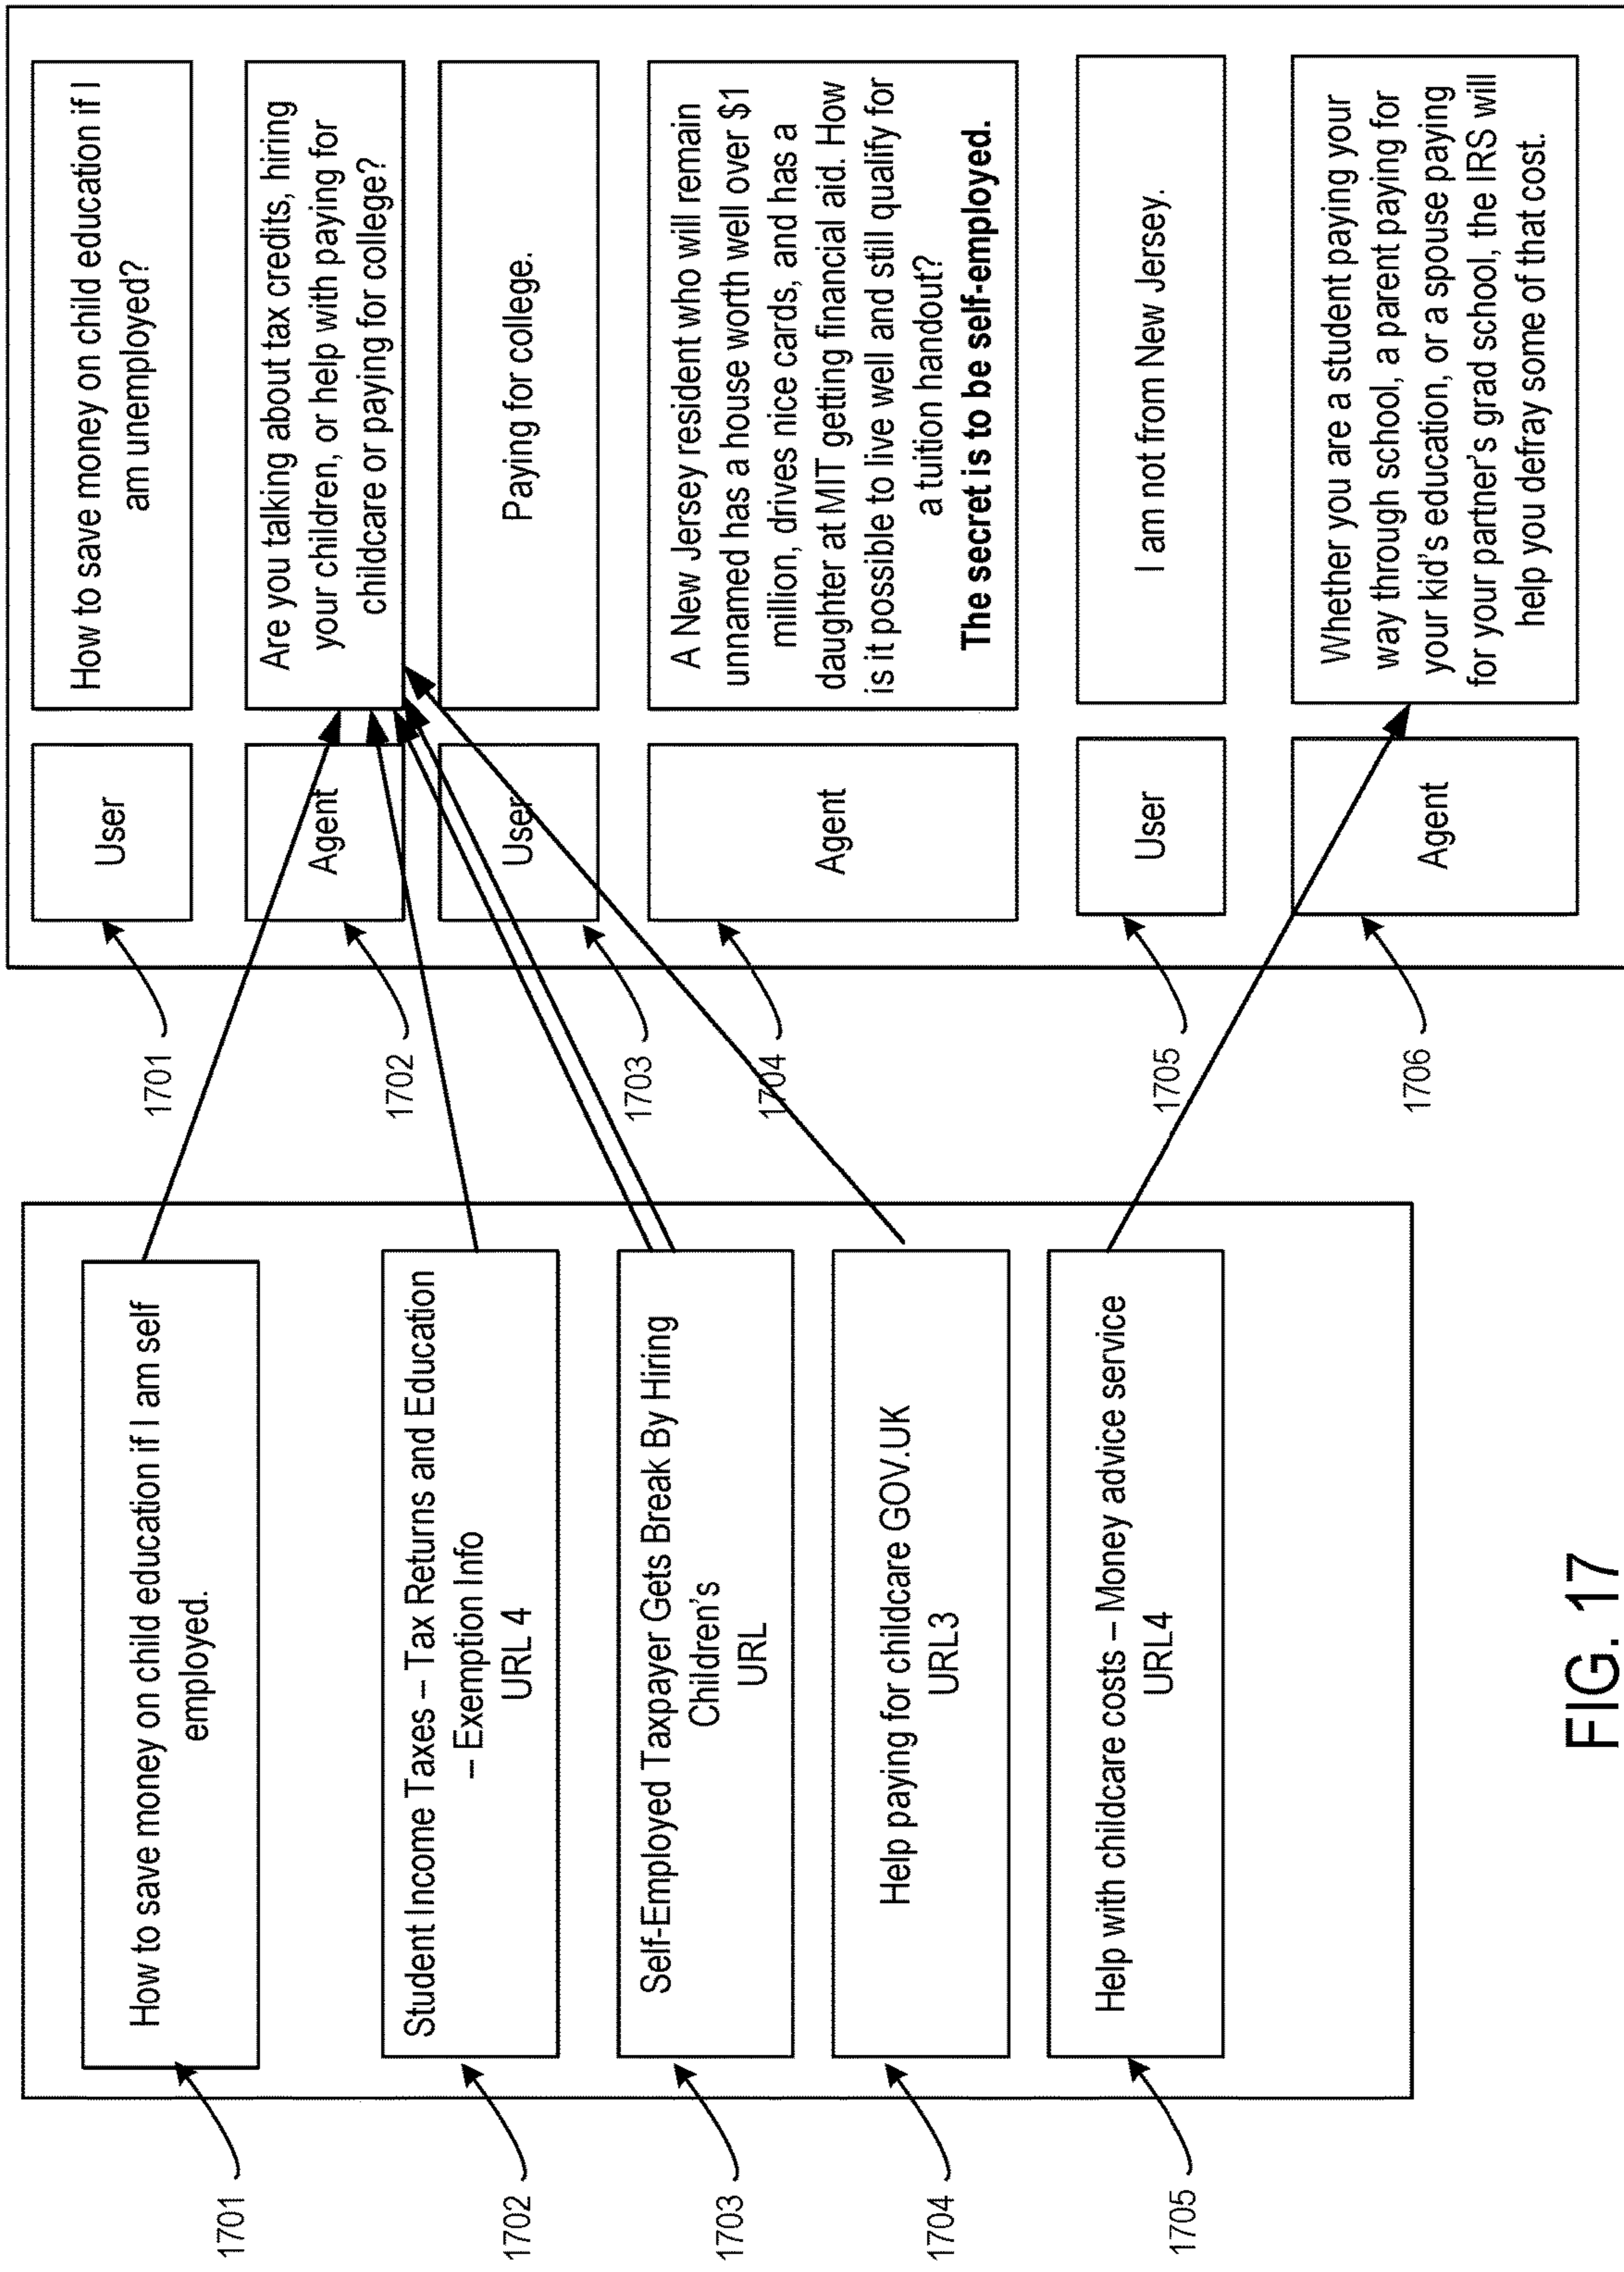 1701
How to save money on child education if I am self
employed.
1702
Student Income Taxes – Tax Returns and Education
– Exemption Info
URL 4
1703
Self-Employed Taxpayer Gets Break By Hiring
Children's
URL
1704
Help paying for childcare GOV.UK
URL3
1705
Help with childcare costs – Money advice service
URL4
1701
User
How to save money on child education if I
am unemployed?
1702
Agent
Are you talking about tax credits, hiring
your children, or help with paying for
childcare or paying for college?
1703
User
Paying for college.
1704
Agent
A New Jersey resident who will remain
unnamed has a house worth well over $1
million, drives nice cards, and has a
daughter at MIT getting financial aid. How
is it possible to live well and still qualify for
a tuition handout?
The secret is to be self-employed.
1705
User
I am not from New Jersey.
1706
Agent
Whether you are a student paying your
way through school, a parent paying for
your kid's education, or a spouse paying
for your partner's grad school, the IRS will
help you defray some of that cost.
FIG. 17